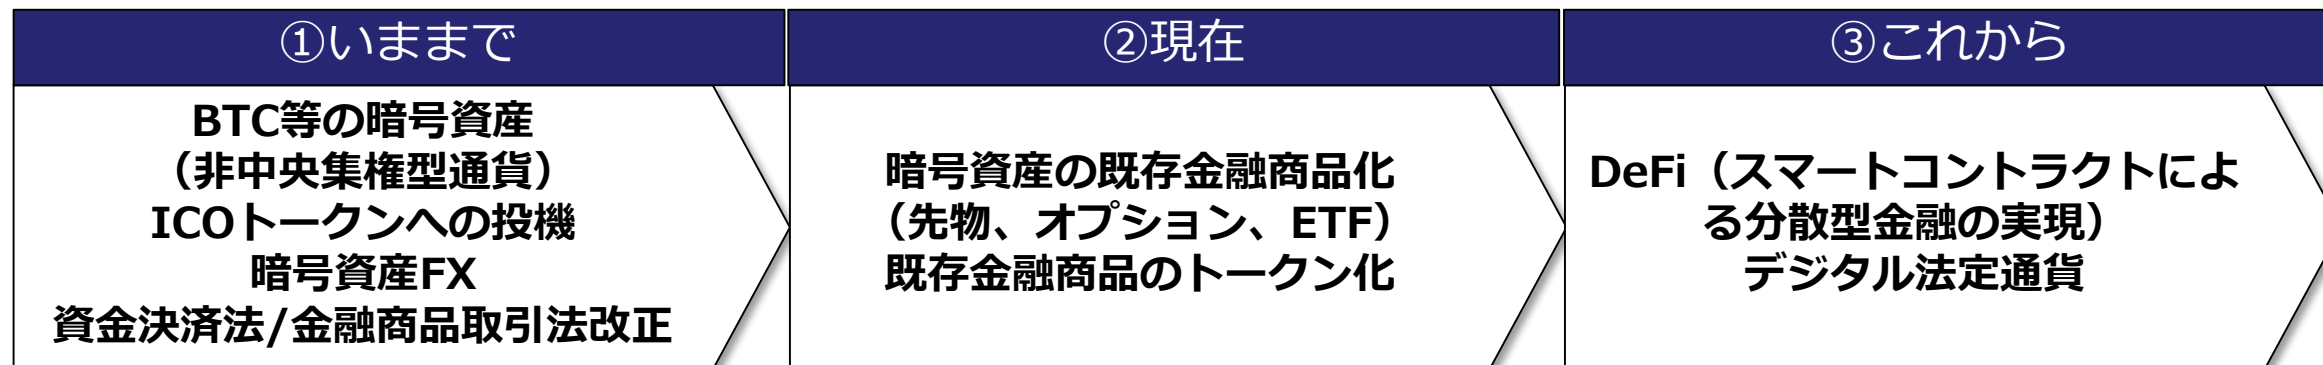 ①いままで
BTC等の暗号資産
（非中央集権型通貨）
ICOトークンへの投機
暗号資産FX
資金決済法/金融商品取引法改正
②現在
暗号資産の既存金融商品化
（先物、オプション、ETF）
既存金融商品のトークン化
③これから
DeFi（スマートコントラクトによ
る分散型金融の実現）
デジタル法定通貨